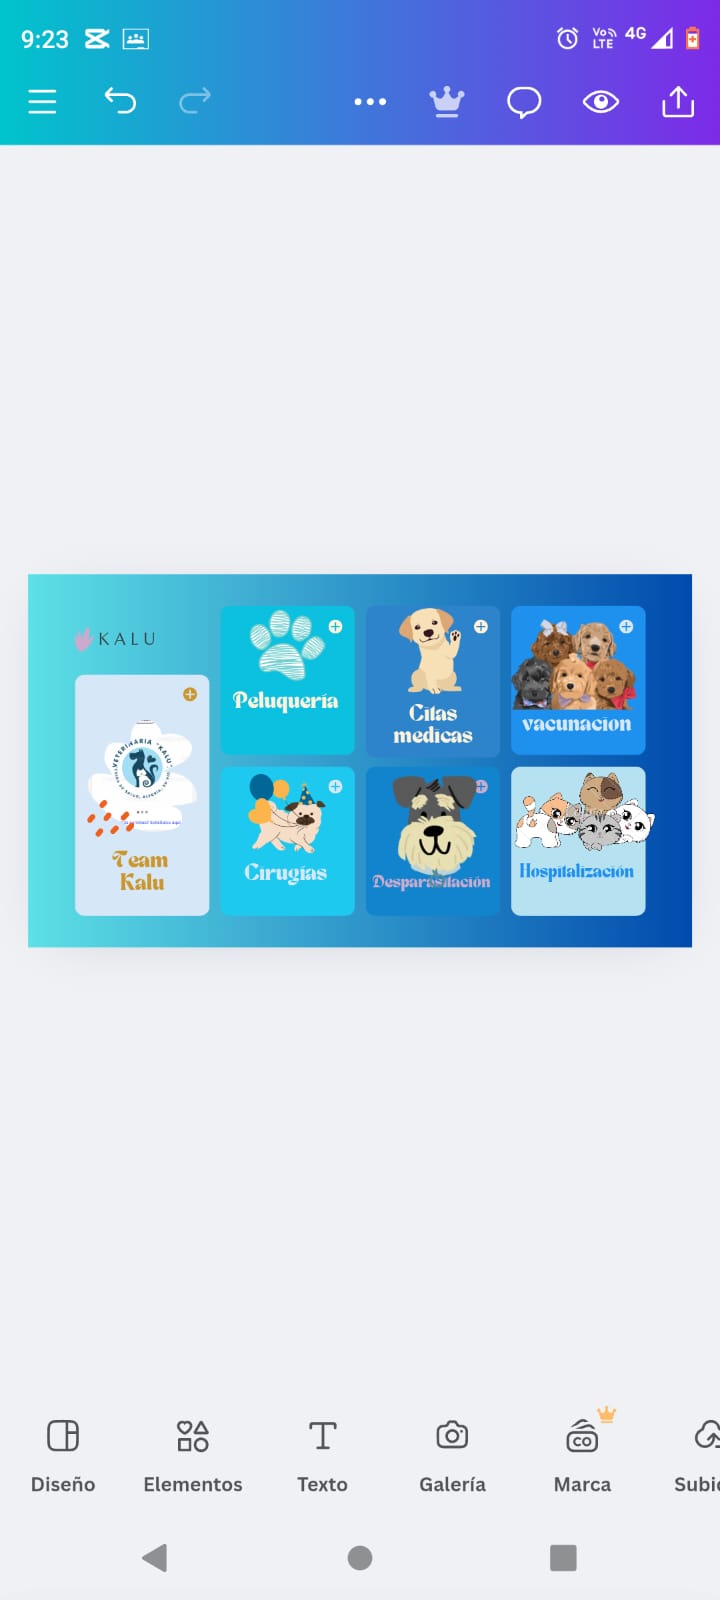 9:23
Vo LTE
4G
KALU
Peluquería
Citas
medicas
vacunacion
VETERINARIA "KALU"
Team
Kalu
Cirugías
Desparasitación
Hospitalización
CO
Diseño
Elementos
Texto
Galería
Marca
Subi